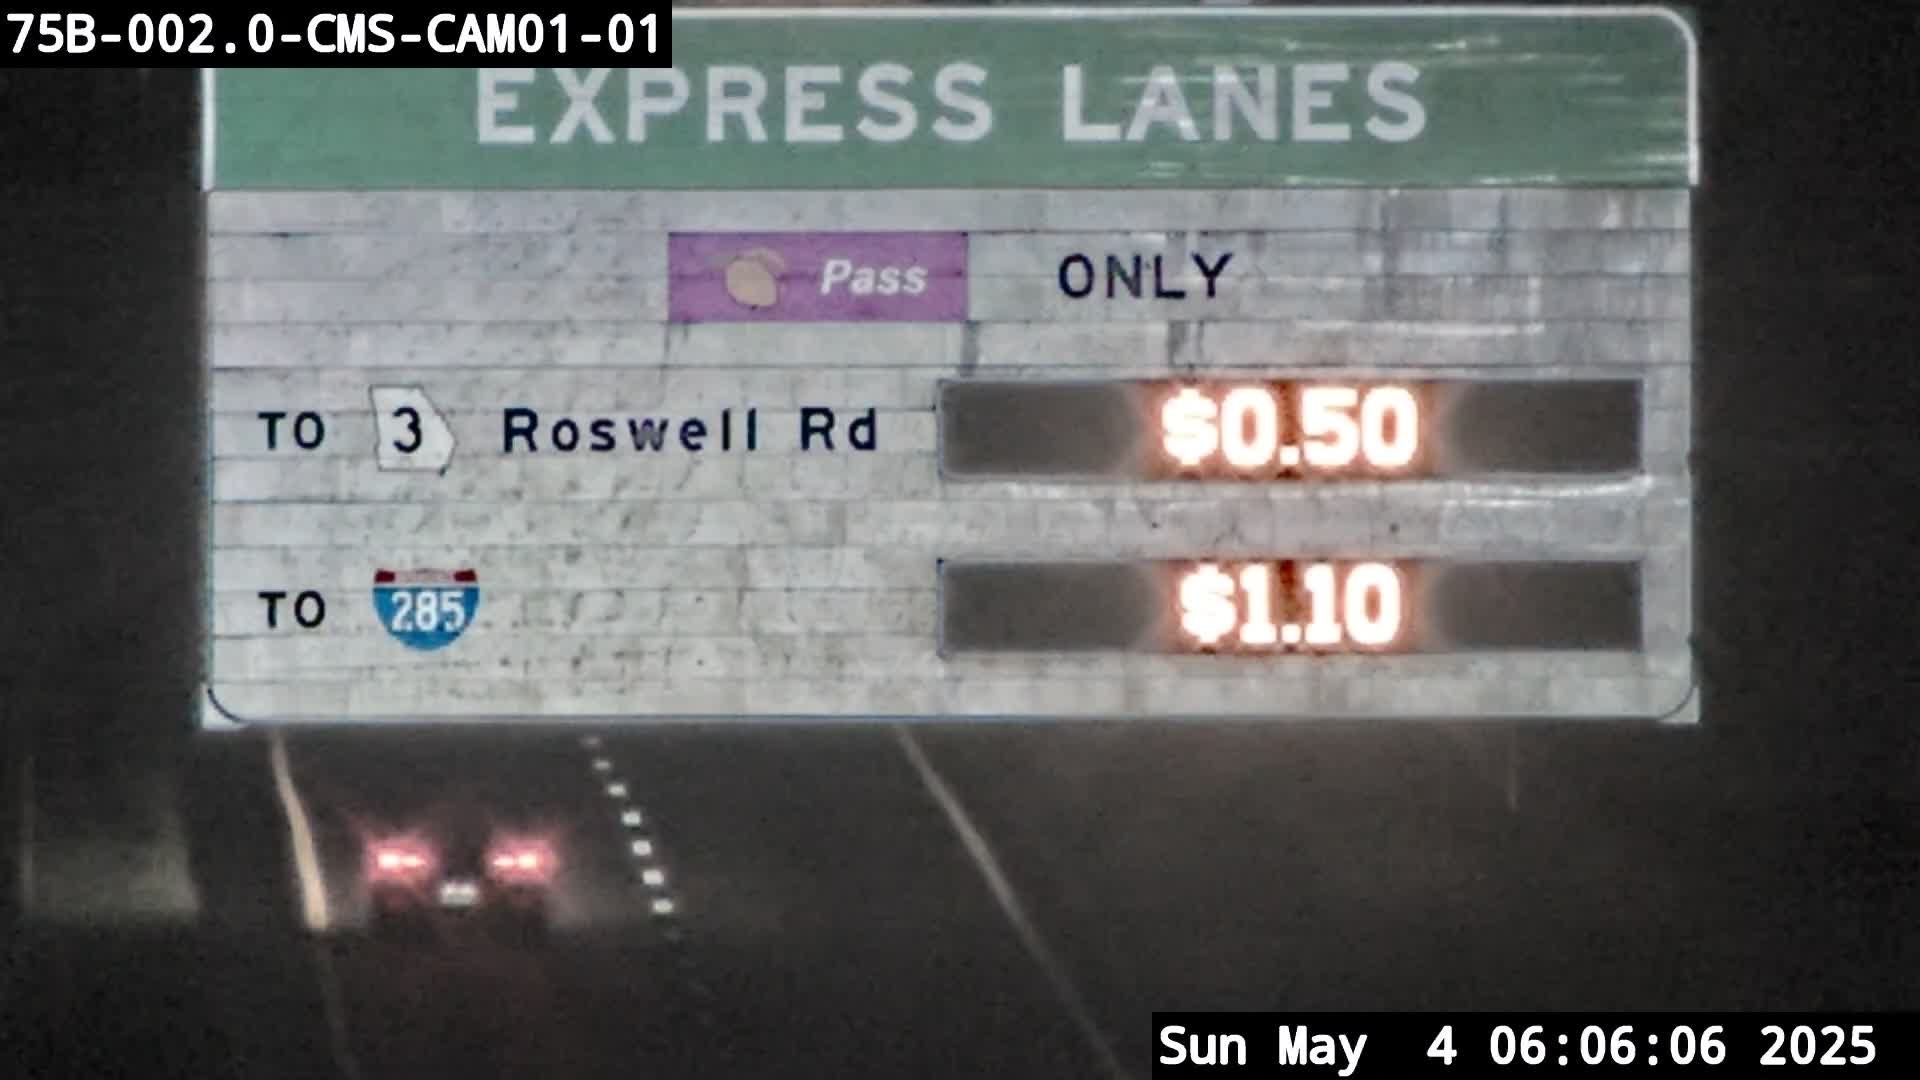 75B-002.0-CMS-CAM01-01
EXPRESS LANES
Pass ONLY
TO 3 Roswell Rd $0.50
TO 285 $1.10
Sun May 4 06:06:06 2025